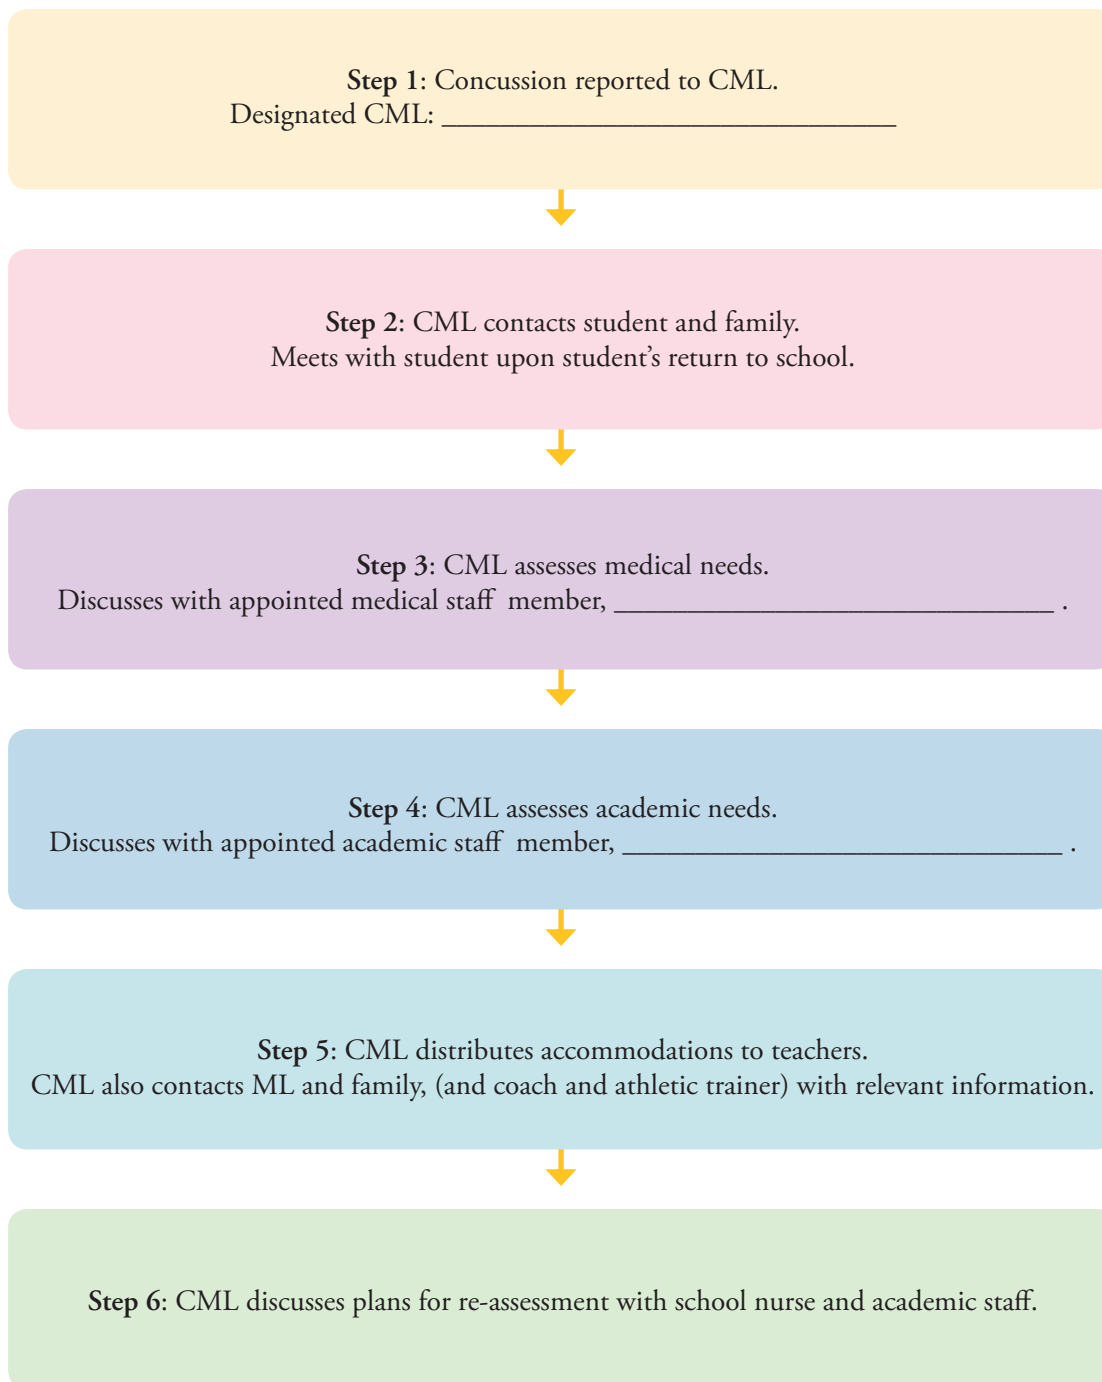 Step 1: Concussion reported to CML.
Designated CML: _______________________________
Step 2: CML contacts student and family.
Meets with student upon student’s return to school.
Step 3: CML assesses medical needs.
Discusses with appointed medical staff member, ______________________________ .
Step 4: CML assesses academic needs.
Discusses with appointed academic staff member, ______________________________ .
Step 5: CML distributes accommodations to teachers.
CML also contacts ML and family, (and coach and athletic trainer) with relevant information.
Step 6: CML discusses plans for re-assessment with school nurse and academic staff.